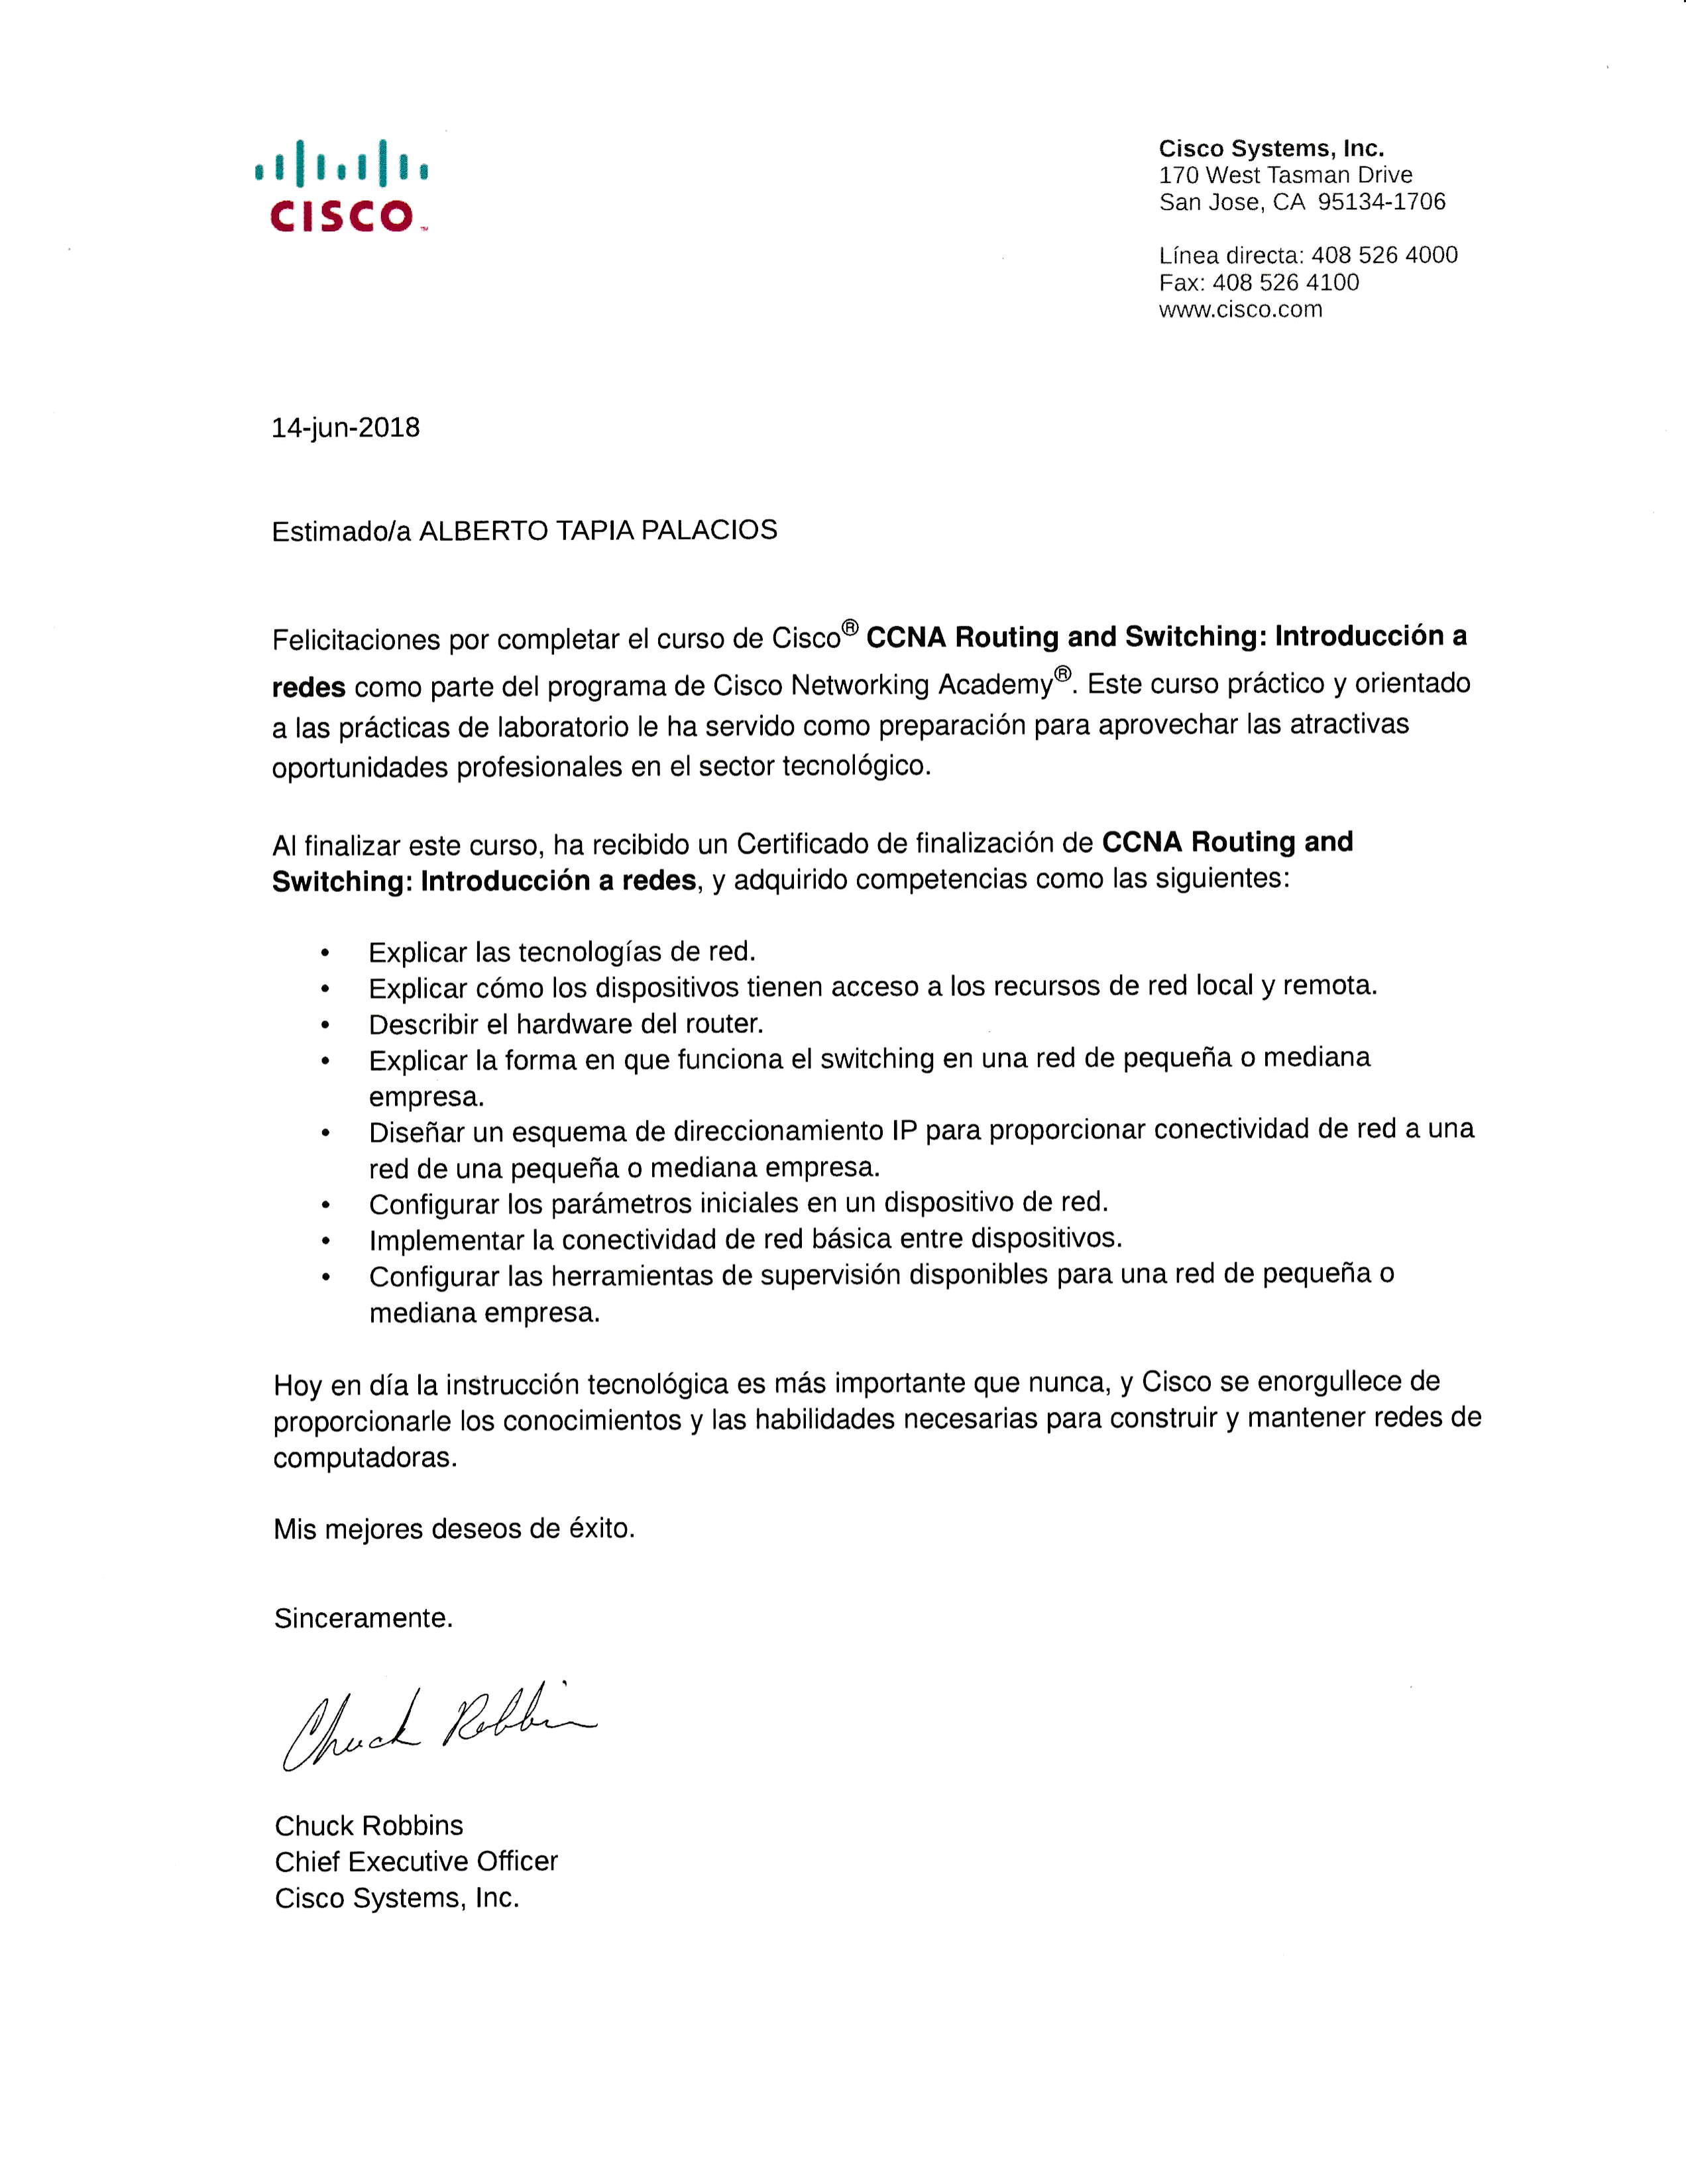 CISCO™
Cisco Systems, Inc.
170 West Tasman Drive
San Jose, CA 95134-1706
Línea directa: 408 526 4000
Fax: 408 526 4100
www.cisco.com
14-jun-2018
Estimado/a ALBERTO TAPIA PALACIOS
Felicitaciones por completar el curso de Cisco® CCNA Routing and Switching: Introducción a
redes como parte del programa de Cisco Networking Academy®. Este curso práctico y orientado
a las prácticas de laboratorio le ha servido como preparación para aprovechar las atractivas
oportunidades profesionales en el sector tecnológico.
Al finalizar este curso, ha recibido un Certificado de finalización de CCNA Routing and
Switching: Introducción a redes, y adquirido competencias como las siguientes:
• Explicar las tecnologías de red.
• Explicar cómo los dispositivos tienen acceso a los recursos de red local y remota.
• Describir el hardware del router.
• Explicar la forma en que funciona el switching en una red de pequeña o mediana
empresa.
• Diseñar un esquema de direccionamiento IP para proporcionar conectividad de red a una
red de una pequeña o mediana empresa.
• Configurar los parámetros iniciales en un dispositivo de red.
• Implementar la conectividad de red básica entre dispositivos.
• Configurar las herramientas de supervisión disponibles para una red de pequeña o
mediana empresa.
Hoy en día la instrucción tecnológica es más importante que nunca, y Cisco se enorgullece de
proporcionarle los conocimientos y las habilidades necesarias para construir y mantener redes de
computadoras.
Mis mejores deseos de éxito.
Sinceramente.
Chuck Robbins
Chuck Robbins
Chief Executive Officer
Cisco Systems, Inc.